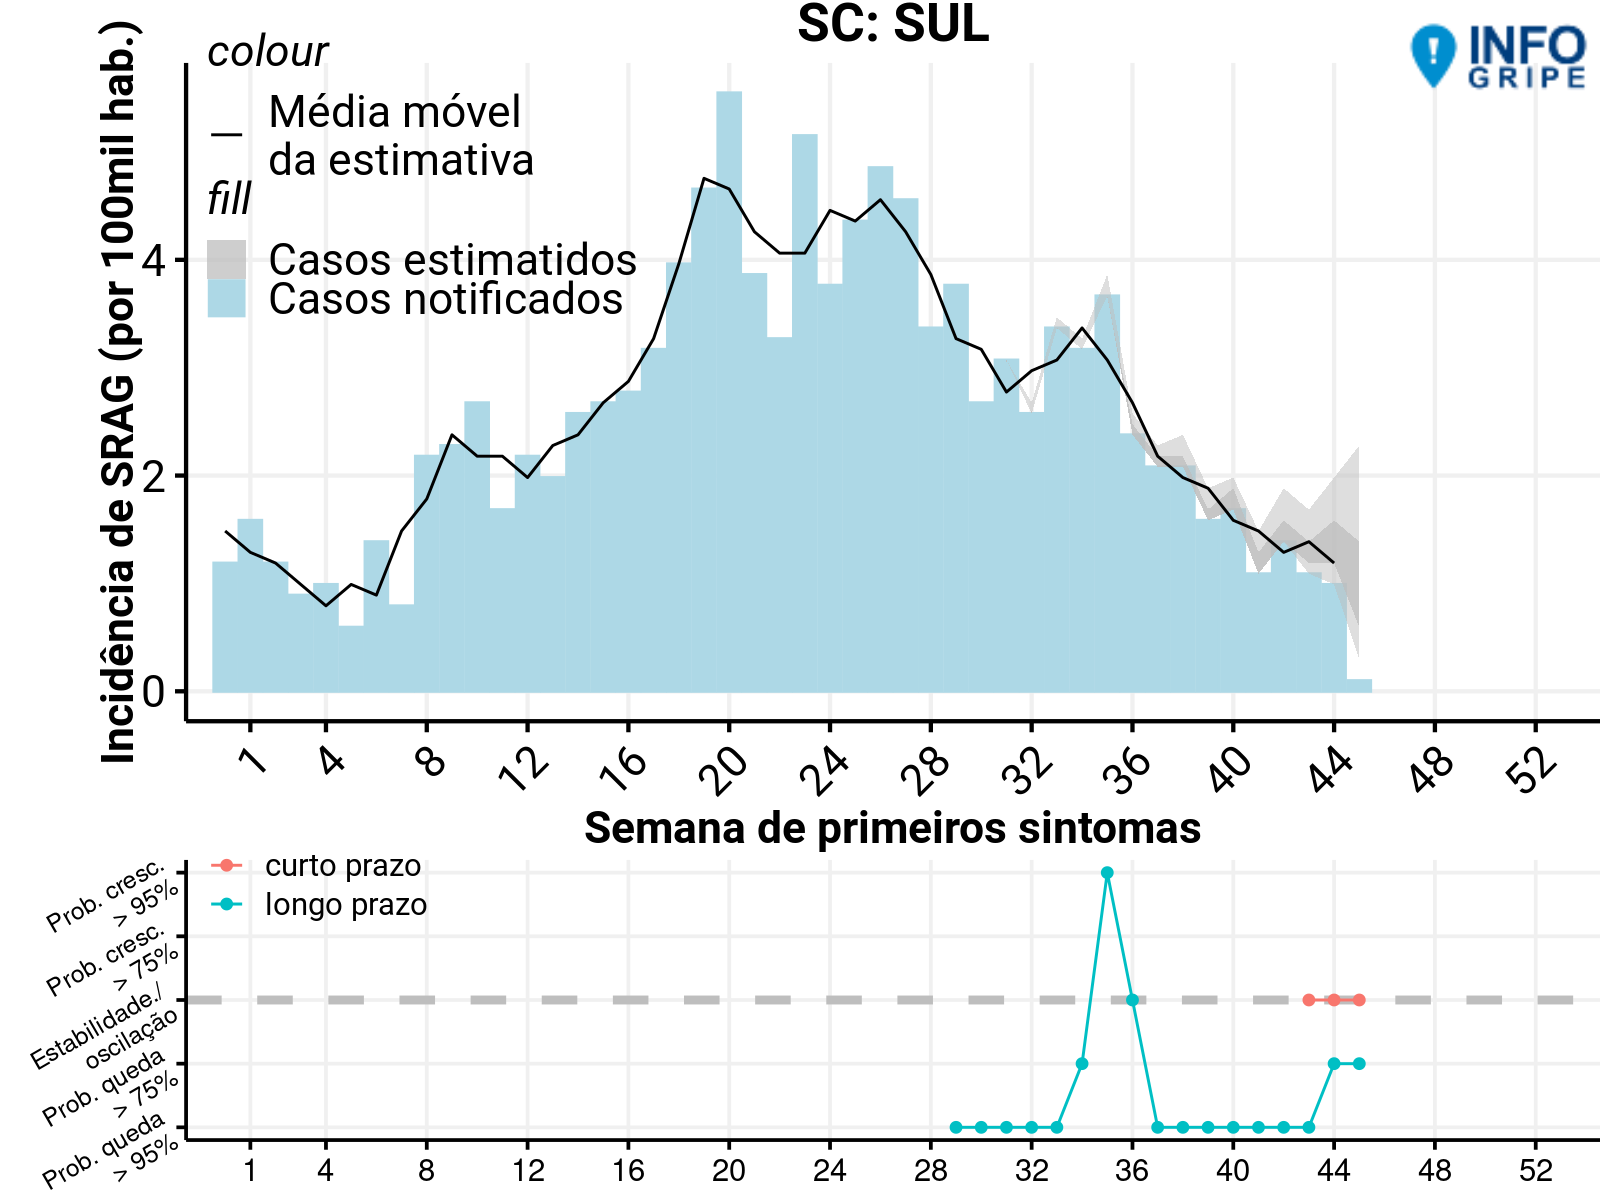 SC: SUL
INFO
GRIPE
colour
Média móvel
da estimativa
fill
Casos estimatidos
Casos notificados
Incidência de SRAG (por 100mil hab.)
4
2
0
1 4 8 12 16 20 24 28 32 36 40 44 48 52
Semana de primeiros sintomas
curto prazo
longo prazo
Prob. cresc.
> 95%
Prob. cresc.
> 75%
Estabilidade./
oscilação
Prob. queda
> 75%
Prob. queda
> 95%
1 4 8 12 16 20 24 28 32 36 40 44 48 52